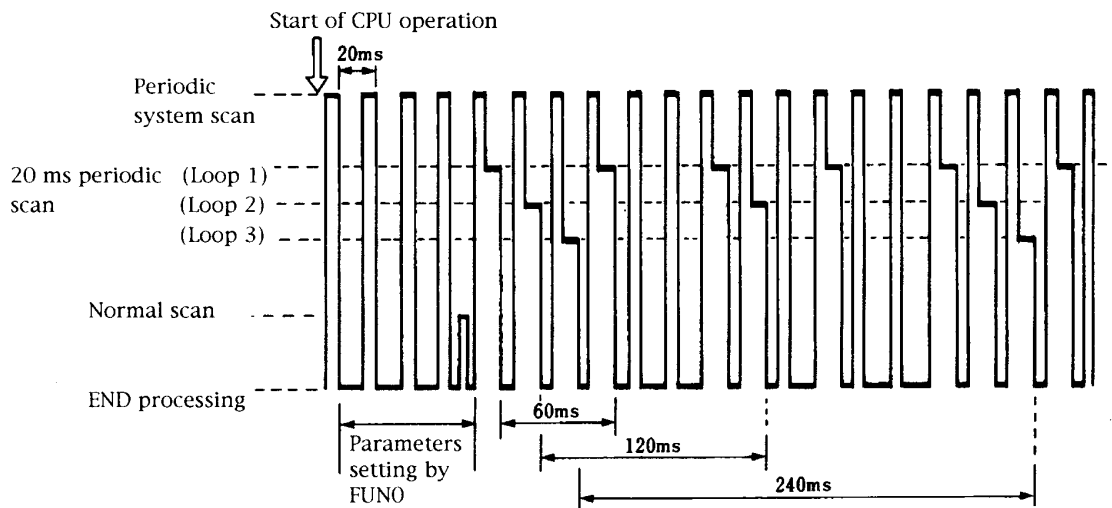 Start of CPU operation
20ms
Periodic
system scan
20 ms periodic (Loop 1)
scan (Loop 2)
(Loop 3)
Normal scan
END processing
60ms
Parameters
setting by
FUN0
120ms
240ms